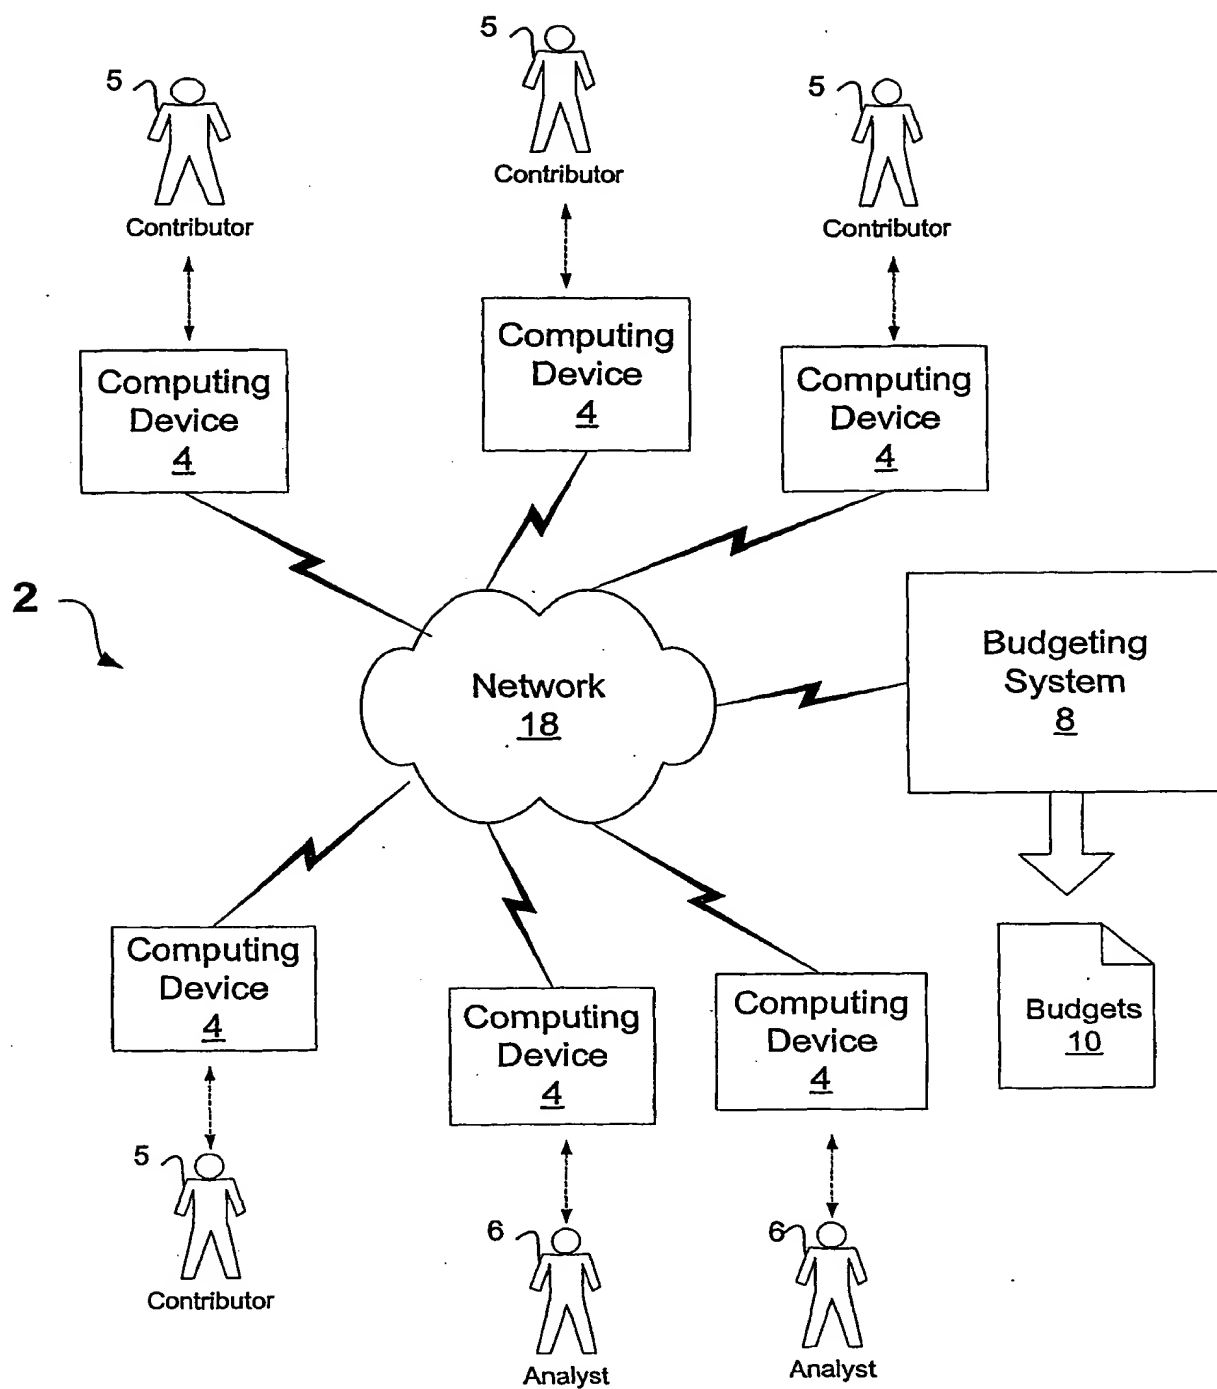 5
Contributor
5
Contributor
5
Contributor
Computing
Device
4
Computing
Device
4
Computing
Device
4
2
Network
18
Budgeting
System
8
Budgets
10
Computing
Device
4
Computing
Device
4
Computing
Device
4
5
Contributor
6
Analyst
6
Analyst